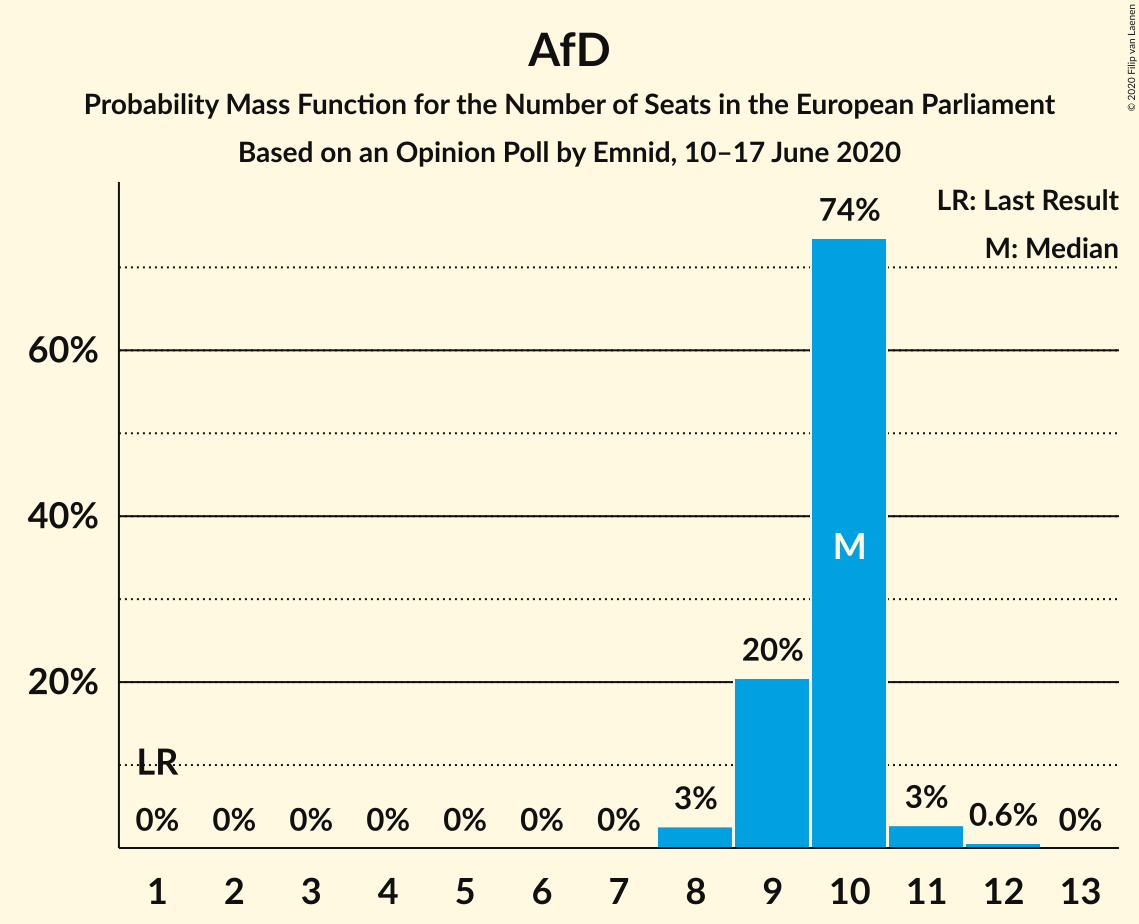 AfD
Probability Mass Function for the Number of Seats in the European Parliament
Based on an Opinion Poll by Emnid, 10–17 June 2020
© 2020 Filip van Laenen
LR: Last Result
M: Median
74%
60%
40%
M
20%
20%
LR
0% 0% 0% 0% 0% 0% 0% 3% 3% 0.6% 0%
1 2 3 4 5 6 7 8 9 10 11 12 13